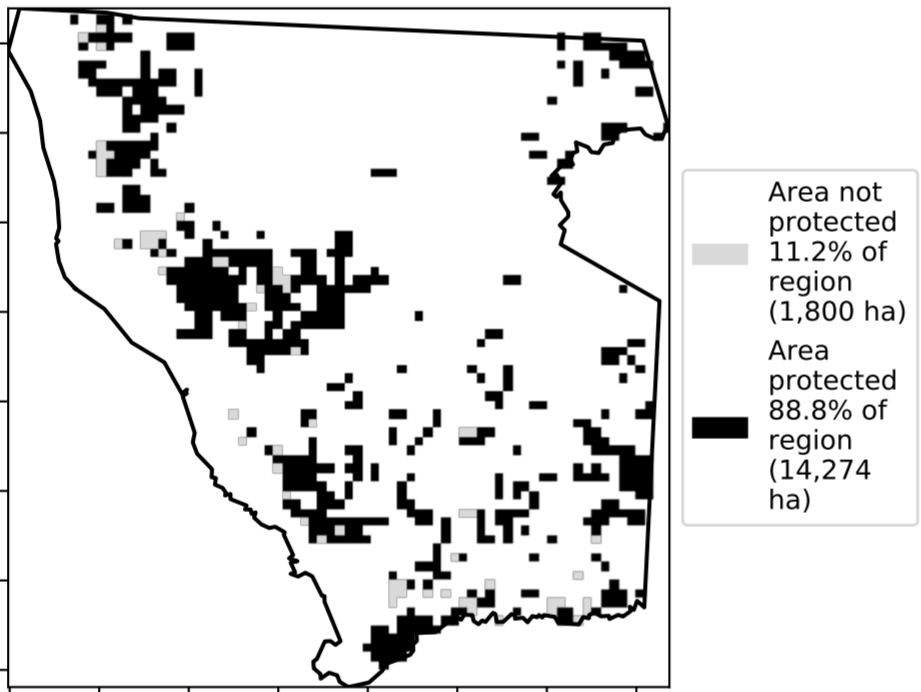 Area not
protected
11.2% of
region
(1,800 ha)
Area
protected
88.8% of
region
(14,274
ha)